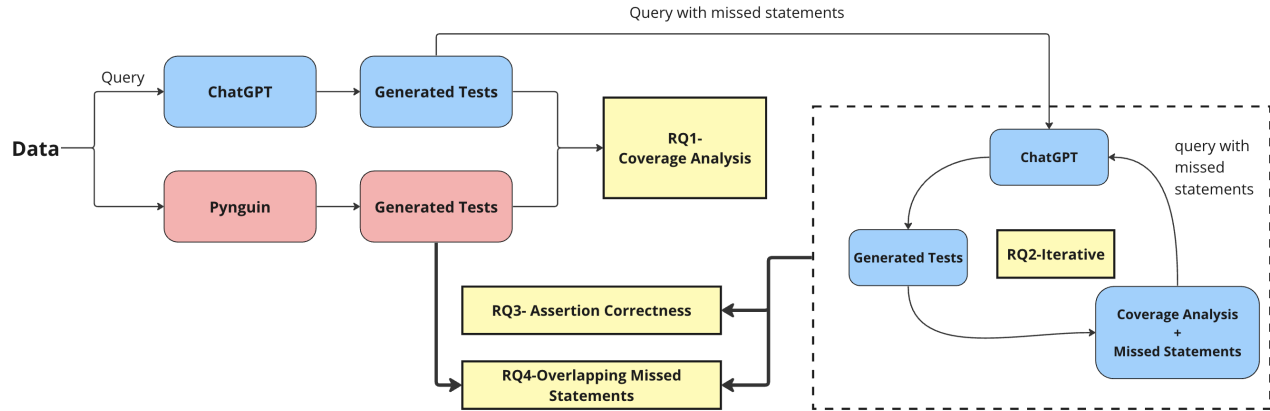 Query with missed statements
Query
ChatGPT
Generated Tests
Data
RQ1-
Coverage Analysis
Pynguin
Generated Tests
ChatGPT
query with
missed
statements
Generated Tests
RQ2-Iterative
Coverage Analysis
+
Missed Statements
RQ3- Assertion Correctness
RQ4-Overlapping Missed
Statements